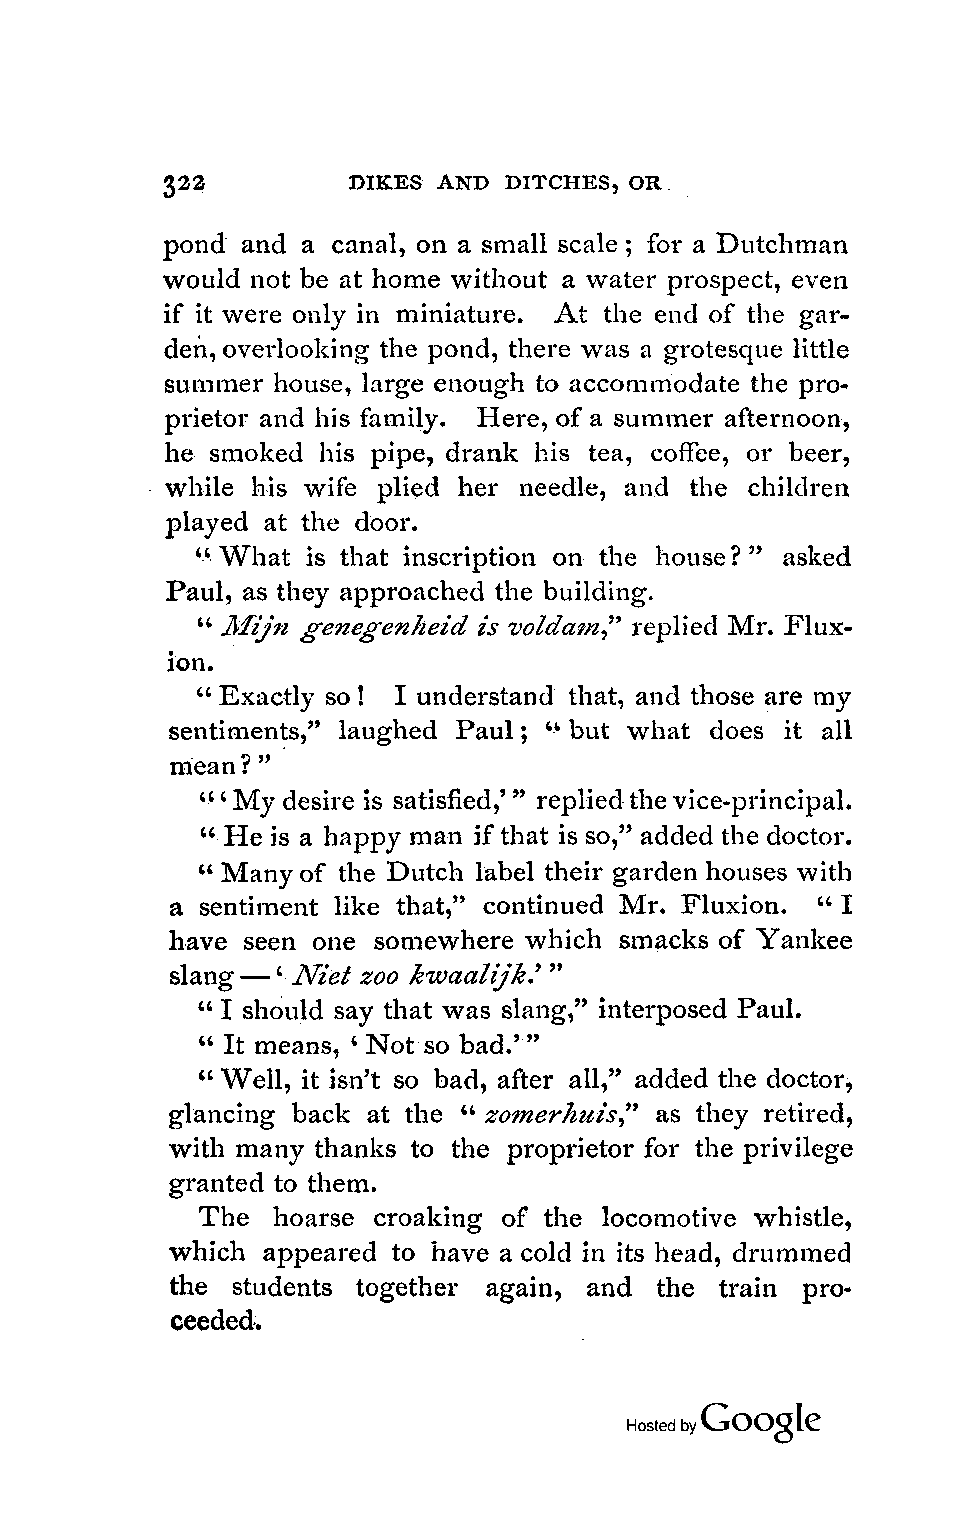 322 DIKES AND DITCHES, OR
pond and a canal, on a small scale; for a Dutchman
would not be at home without a water prospect, even
if it were only in miniature. At the end of the gar-
den, overlooking the pond, there was a grotesque little
summer house, large enough to accommodate the pro-
prietor and his family. Here, of a summer afternoon,
he smoked his pipe, drank his tea, coffee, or beer,
while his wife plied her needle, and the children
played at the door.
“What is that inscription on the house?” asked
Paul, as they approached the building.
“Mijn genegenheid is voldam,” replied Mr. Flux-
ion.
“Exactly so! I understand that, and those are my
sentiments,” laughed Paul; “but what does it all
mean?”
“‘My desire is satisfied,’” replied the vice-principal.
“He is a happy man if that is so,” added the doctor.
“Many of the Dutch label their garden houses with
a sentiment like that,” continued Mr. Fluxion. “I
have seen one somewhere which smacks of Yankee
slang — ‘Niet zoo kwaalijk.’”
“I should say that was slang,” interposed Paul.
“It means, ‘Not so bad.’”
“Well, it isn’t so bad, after all,” added the doctor,
glancing back at the “zomerhuis,” as they retired,
with many thanks to the proprietor for the privilege
granted to them.
The hoarse croaking of the locomotive whistle,
which appeared to have a cold in its head, drummed
the students together again, and the train pro-
ceeded.
Hosted by Google